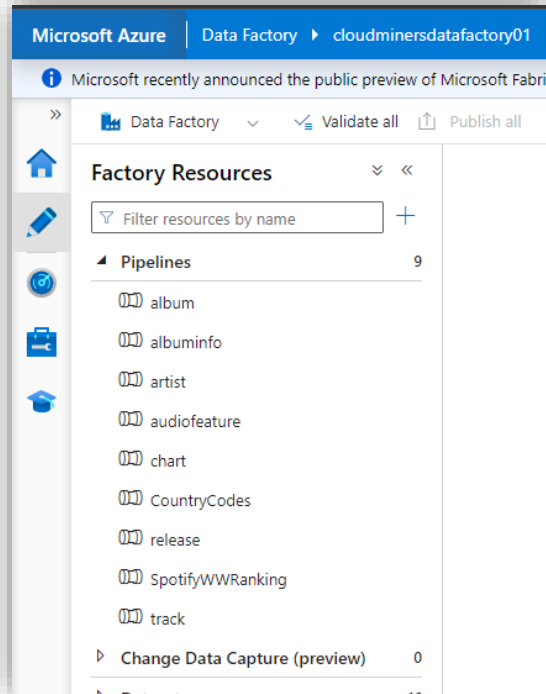 Microsoft Azure Data Factory cloudminersdatafactory01
Microsoft recently announced the public preview of Microsoft Fabri
Data Factory Validate all Publish all
Factory Resources
Filter resources by name
Pipelines 9
album
albuminfo
artist
audiofeature
chart
CountryCodes
release
SpotifyWWRanking
track
Change Data Capture (preview) 0